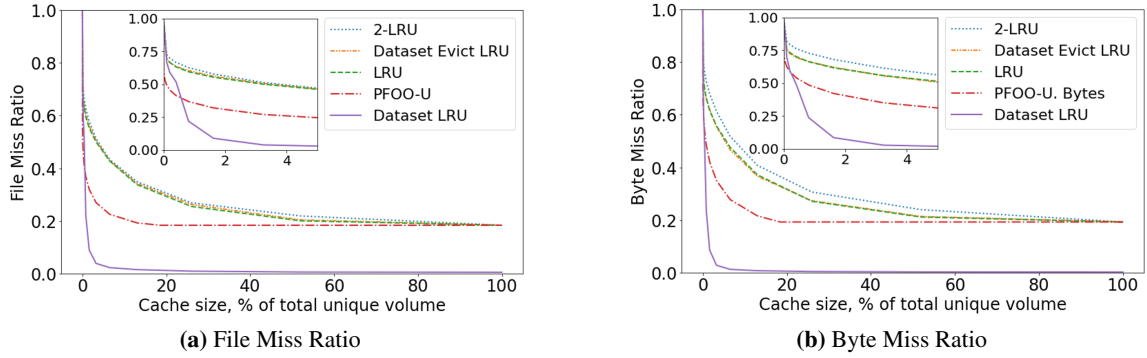 1.0
0.8
0.6
0.4
0.2
0.0
File Miss Ratio
1.00
0.75
0.50
0.25
0.00
0 2 4
2-LRU
Dataset Evict LRU
LRU
PFOO-U
Dataset LRU
0 20 40 60 80 100
Cache size, % of total unique volume
(a) File Miss Ratio
1.0
0.8
0.6
0.4
0.2
0.0
Byte Miss Ratio
1.00
0.75
0.50
0.25
0.00
0 2 4
2-LRU
Dataset Evict LRU
LRU
PFOO-U. Bytes
Dataset LRU
0 20 40 60 80 100
Cache size, % of total unique volume
(b) Byte Miss Ratio